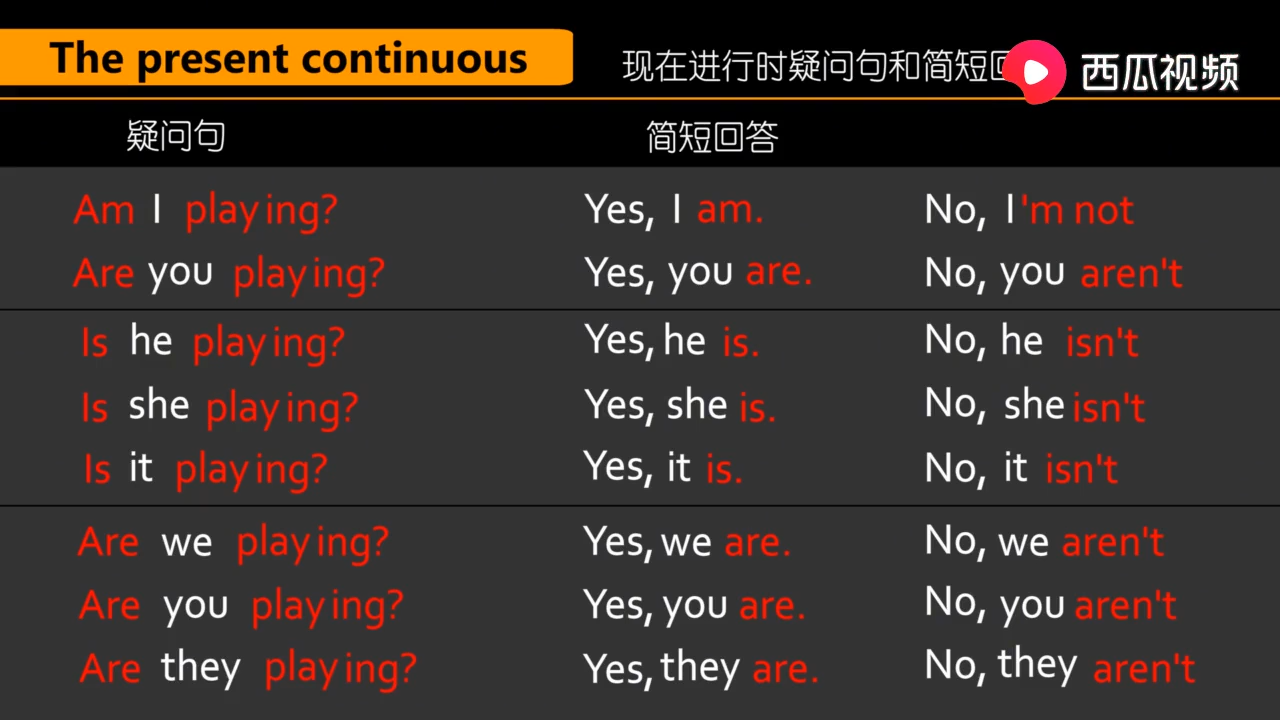 The present continuous
现在进行时疑问句和简短
西瓜视频
疑问句 简短回答
Am I playing? Yes, I am. No, I'm not
Are you playing? Yes, you are. No, you aren't
Is he playing? Yes, he is. No, he isn't
Is she playing? Yes, she is. No, she isn't
Is it playing? Yes, it is. No, it isn't
Are we playing? Yes, we are. No, we aren't
Are you playing? Yes, you are. No, you aren't
Are they playing? Yes, they are. No, they aren't